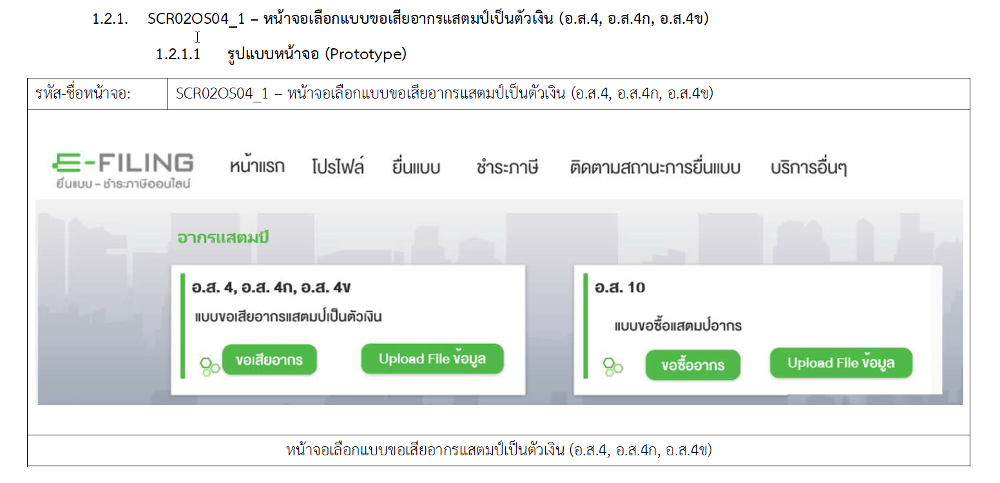 1.2.1. SCR02OS04_1 – หน้าจอเลือกแบบขอเสียอากรแสตมป์เป็นตัวเงิน (อ.ส.4, อ.ส.4ก, อ.ส.4ข)
1.2.1.1 รูปแบบหน้าจอ (Prototype)
รหัส-ชื่อหน้าจอ: SCR02OS04_1 – หน้าจอเลือกแบบขอเสียอากรแสตมป์เป็นตัวเงิน (อ.ส.4, อ.ส.4ก, อ.ส.4ข)
E-FILING หน้าแรก โปรไฟล์ ยื่นแบบ ชำระภาษี ติดตามสถานะการยื่นแบบ บริการอื่นๆ
ยื่นแบบ - ชำระภาษีออนไลน์
อากรแสตมป์
อ.ส. 4, อ.ส. 4ก, อ.ส. 4ข
แบบขอเสียอากรแสตมป์เป็นตัวเงิน
ขอเสียอากร Upload File ข้อมูล
อ.ส. 10
แบบขอซื้อแสตมป์อากร
ขอซื้ออากร Upload File ข้อมูล
หน้าจอเลือกแบบขอเสียอากรแสตมป์เป็นตัวเงิน (อ.ส.4, อ.ส.4ก, อ.ส.4ข)